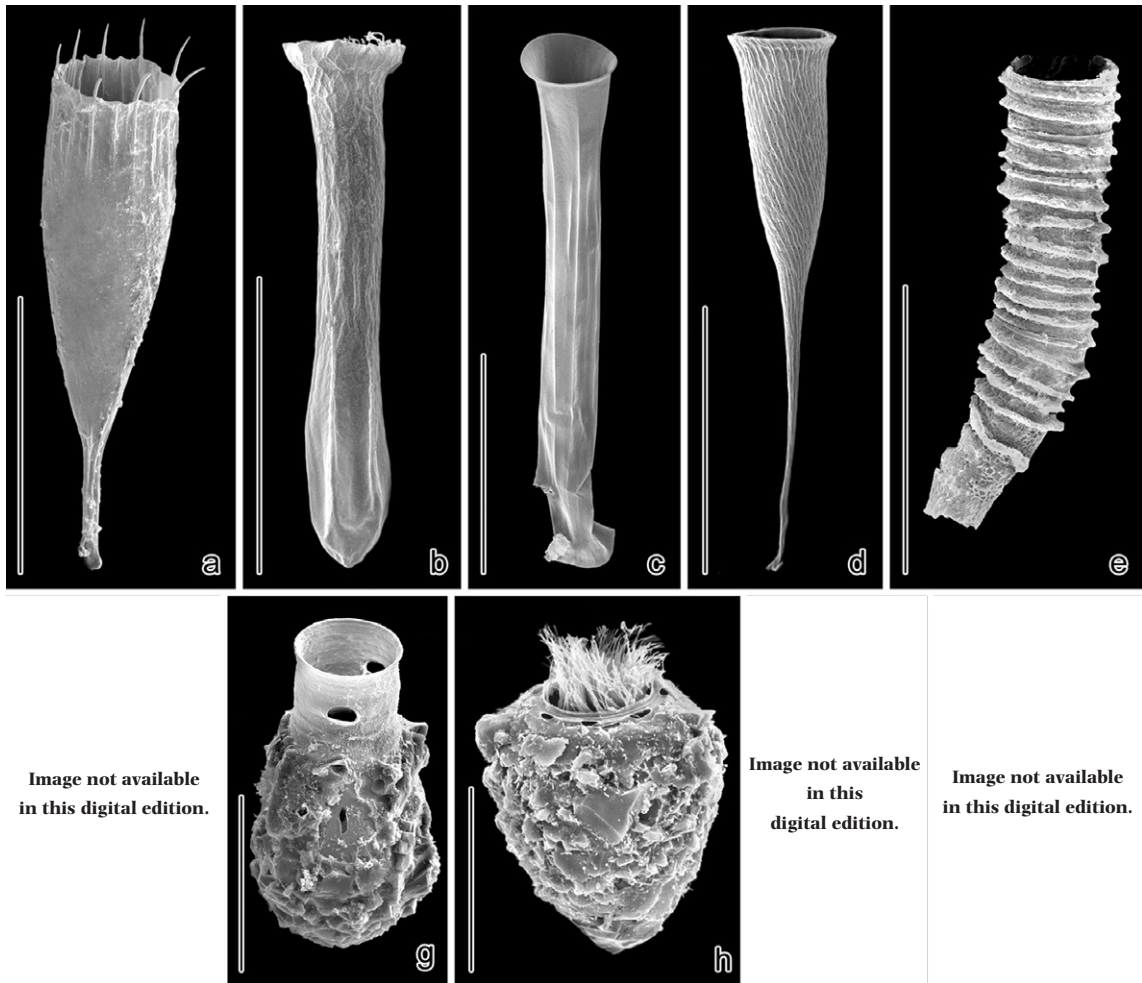 a
b
c
d
e
Image not available
in this digital edition.
g
h
Image not available
in this
digital edition.
Image not available
in this digital edition.